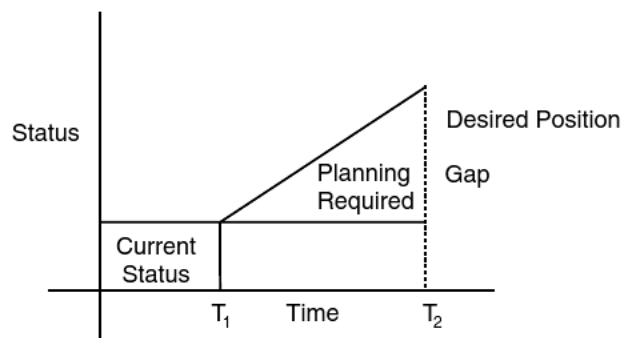 Desired Position
Status
Planning
Required
Gap
Current
Status
T₁
Time
T₂